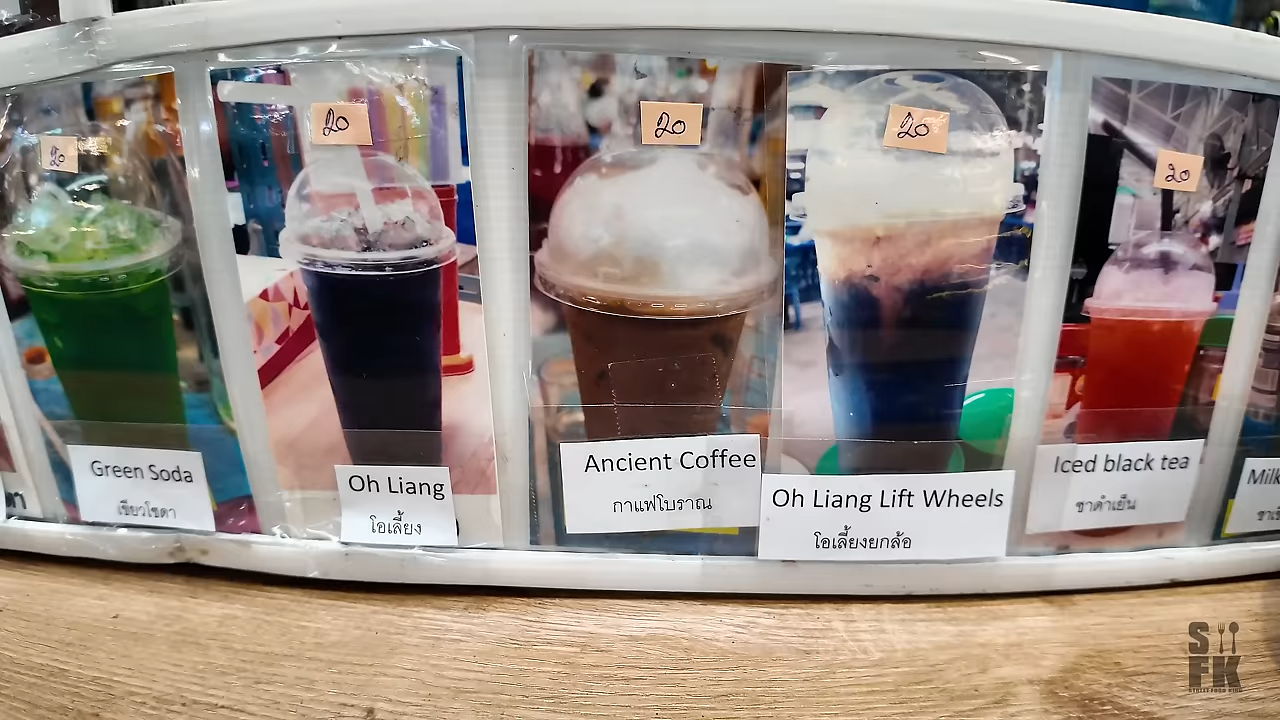 20
20
20
20
20
Green Soda
เขียวโซดา
Oh Liang
โอเลี้ยง
Ancient Coffee
กาแฟโบราณ
Oh Liang Lift Wheels
โอเลี้ยงยกล้อ
Iced black tea
ชาดำเย็น
Milk
SFK
STREET FOOD KING